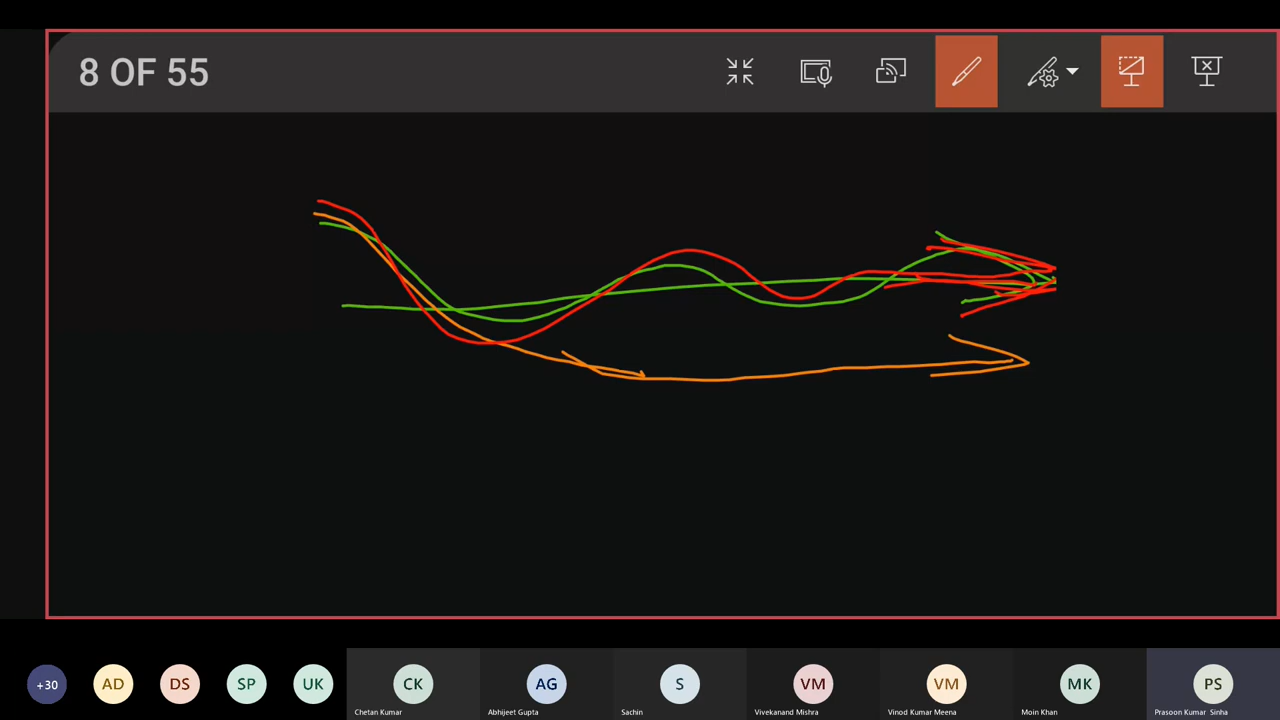 8 OF 55
+30 AD DS SP UK CK AG S VM VM MK PS
Chetan Kumar Abhijeet Gupta Sachin Vivekanand Mishra Vinod Kumar Meena Moin Khan Prasoon Kumar Sinha